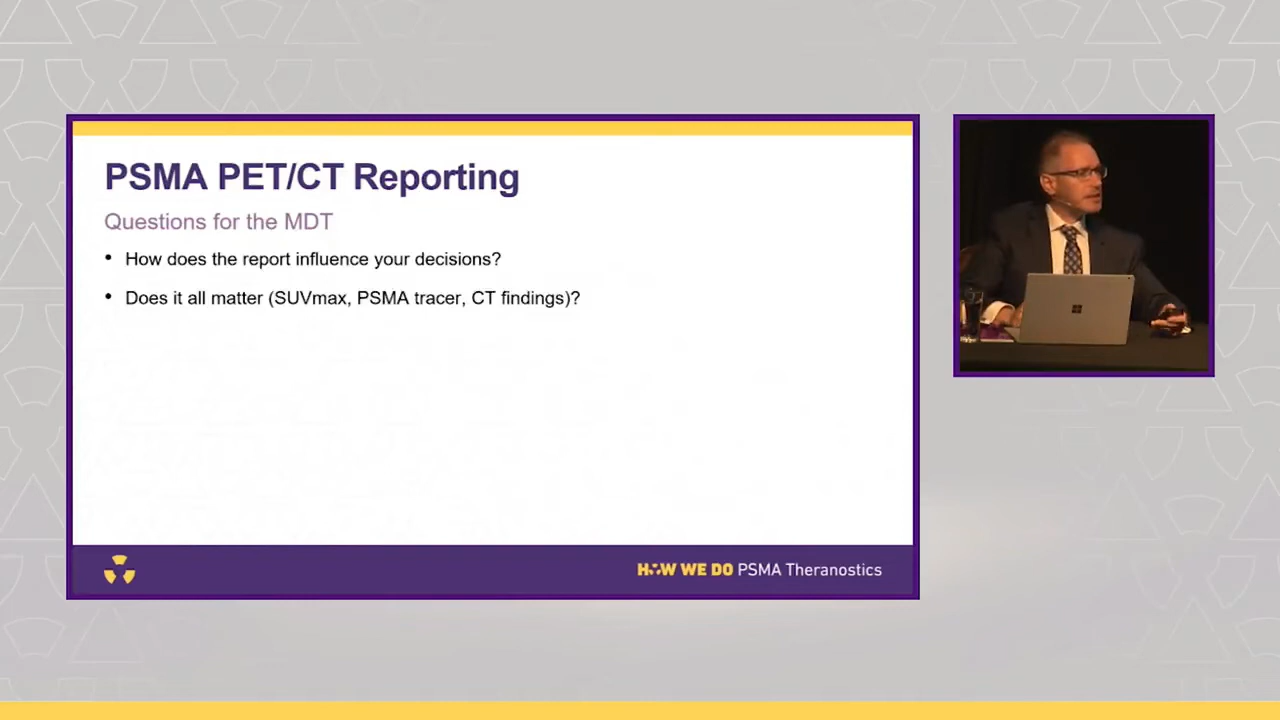 PSMA PET/CT Reporting
Questions for the MDT
• How does the report influence your decisions?
• Does it all matter (SUVmax, PSMA tracer, CT findings)?
HOW WE DO PSMA Theranostics